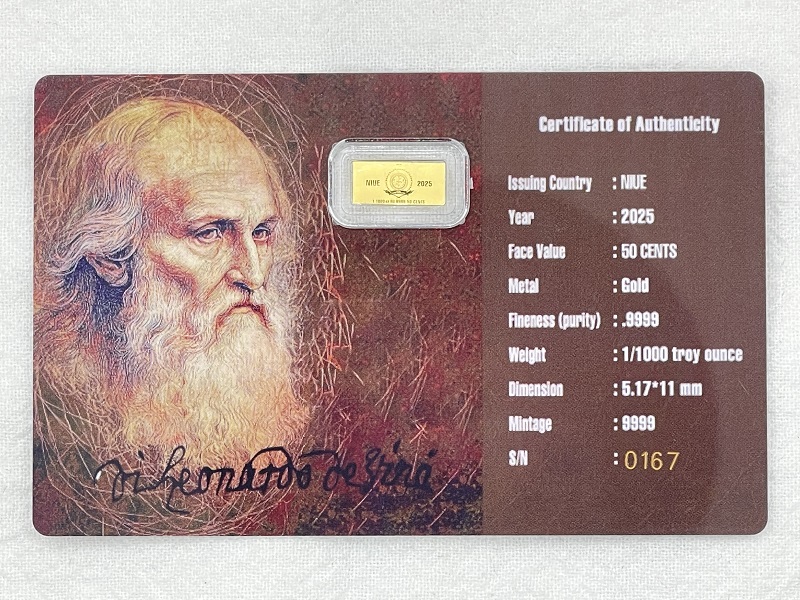 NIUE 2025
Certificate of Authenticity
Issuing Country : NIUE
Year : 2025
Face Value : 50 CENTS
Metal : Gold
Fineness (purity) : .9999
Weight : 1/1000 troy ounce
Dimension : 5.17*11 mm
Mintage : 9999
S/N : 0167